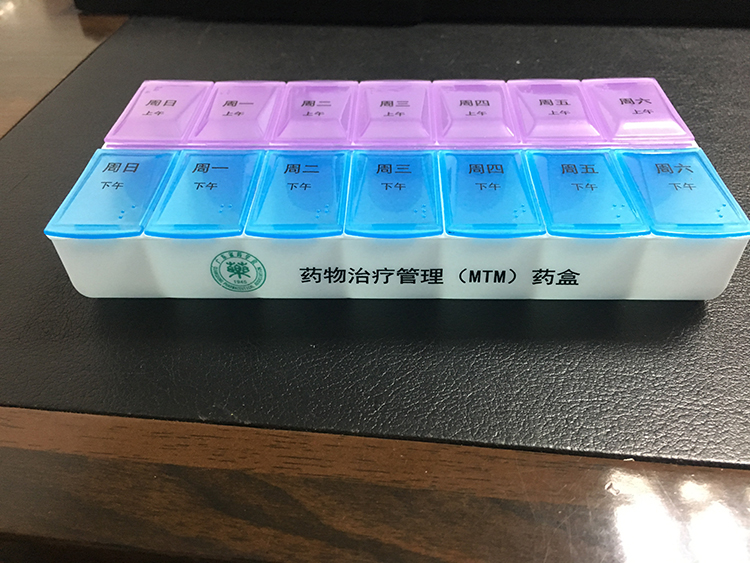 周日 周一 周二 周三 周四 周五 周六
上午 上午 上午 上午 上午 上午 上午
周日 周一 周二 周三 周四 周五 周六
下午 下午 下午 下午 下午 下午 下午
药物治疗管理（MTM）药盒